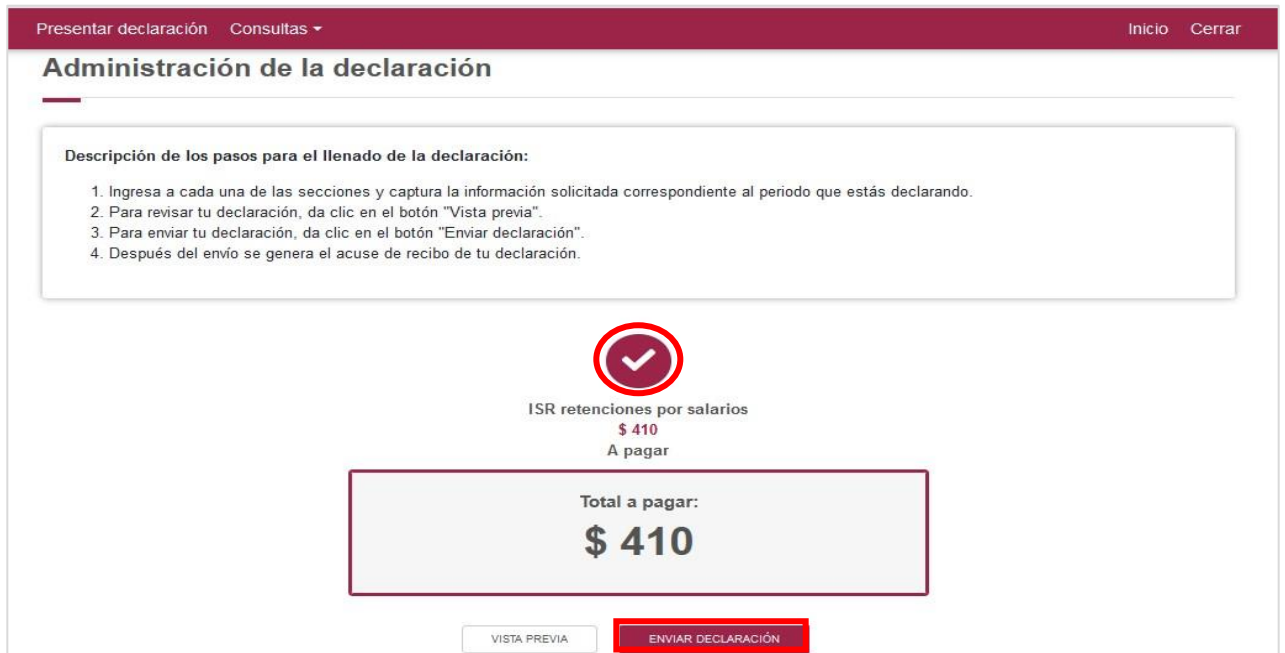 Presentar declaración Consultas Inicio Cerrar
Administración de la declaración
Descripción de los pasos para el llenado de la declaración:
1. Ingresa a cada una de las secciones y captura la información solicitada correspondiente al periodo que estás declarando.
2. Para revisar tu declaración, da clic en el botón "Vista previa".
3. Para enviar tu declaración, da clic en el botón "Enviar declaración".
4. Después del envío se genera el acuse de recibo de tu declaración.
ISR retenciones por salarios
$ 410
A pagar
Total a pagar:
$ 410
VISTA PREVIA ENVIAR DECLARACIÓN